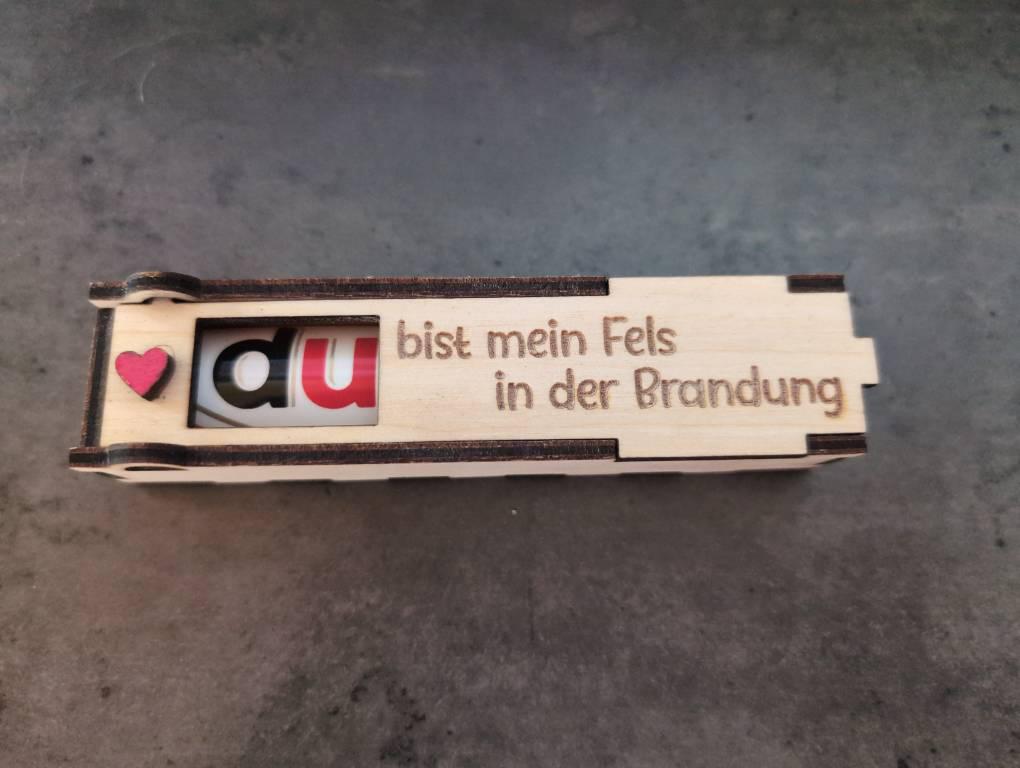 du bist mein Fels
in der Brandung